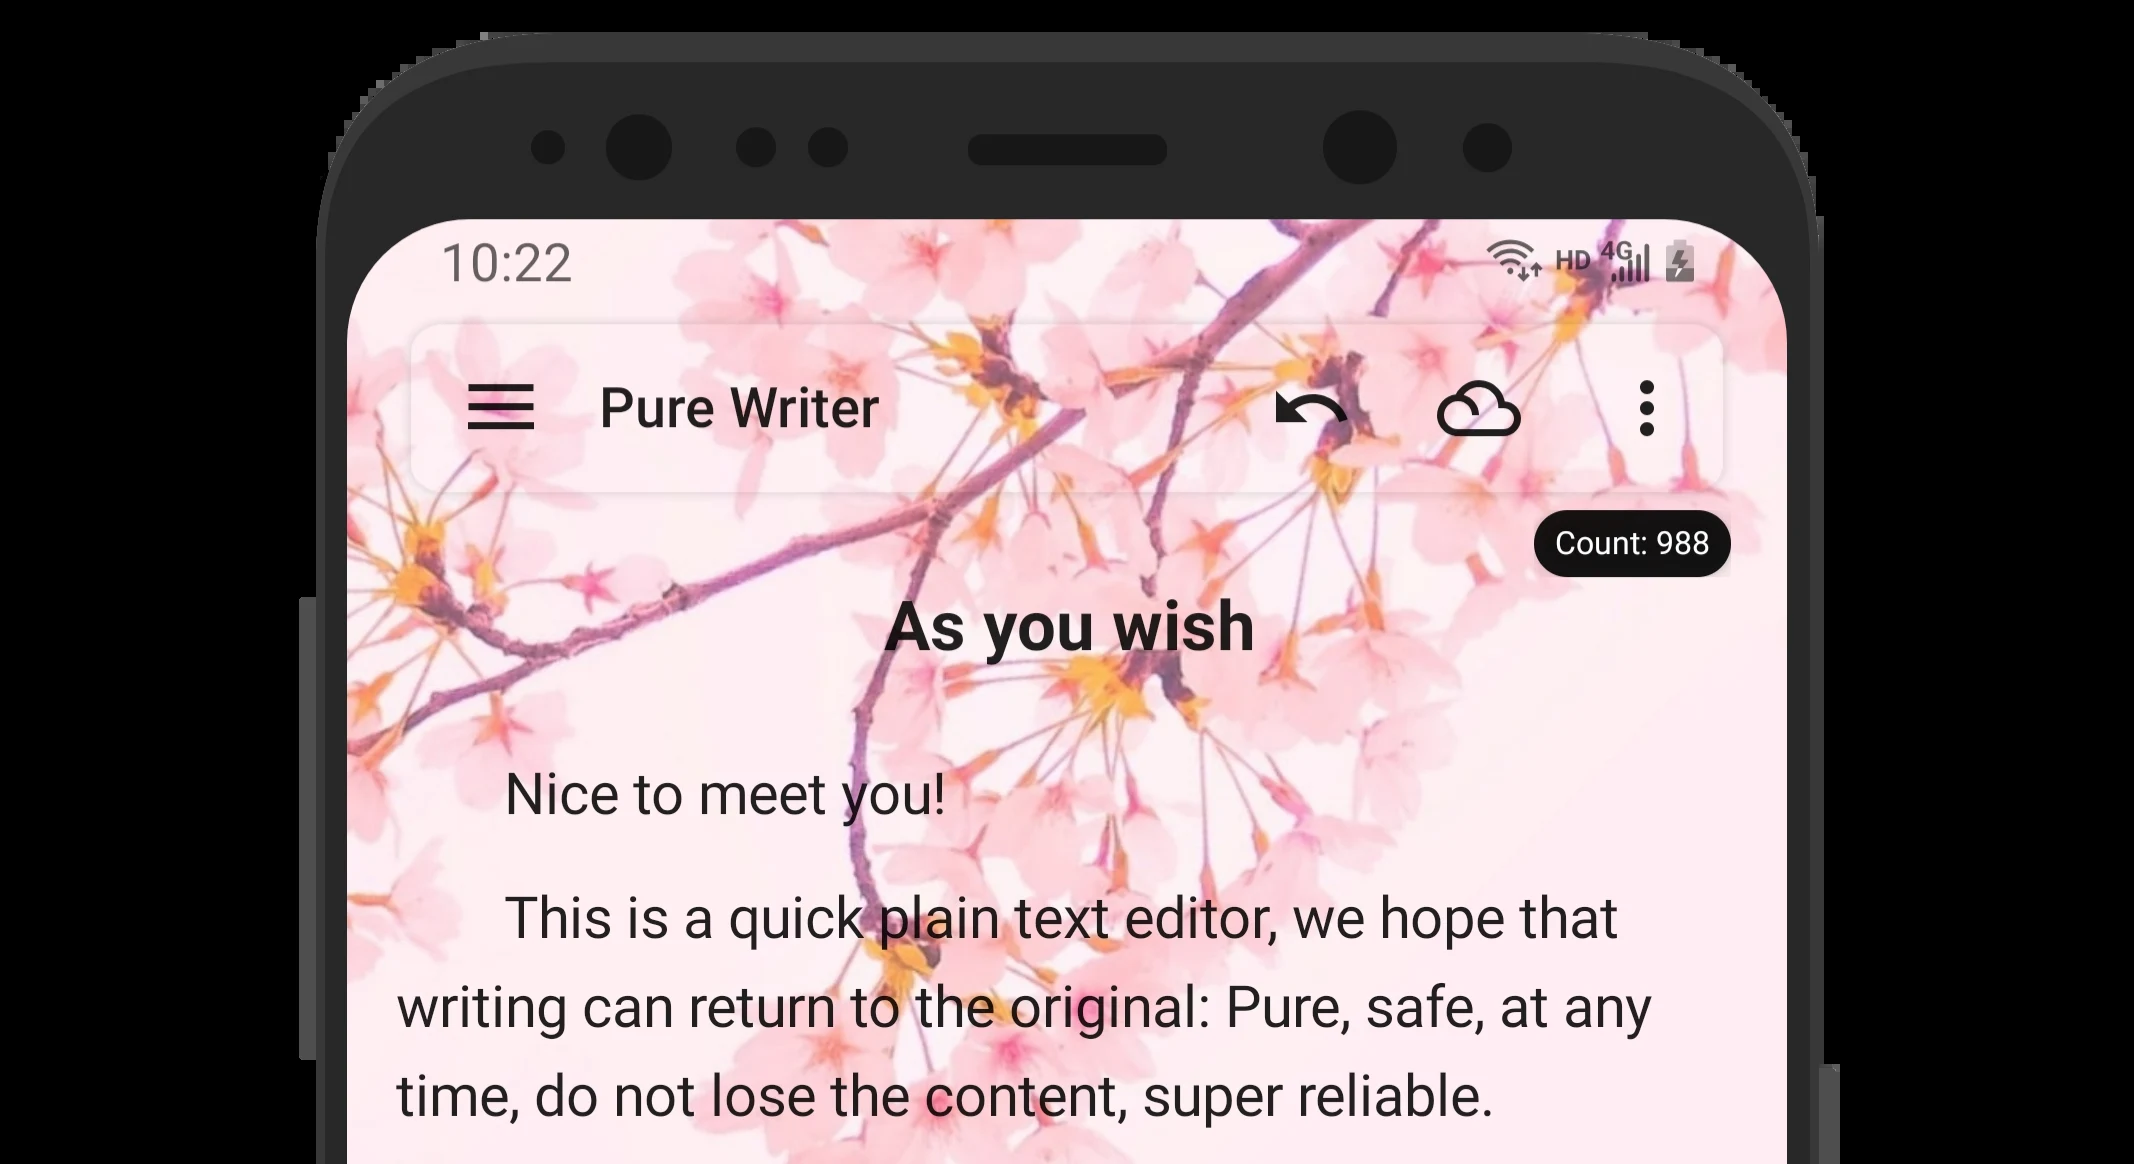 10:22
HD 4G
Pure Writer
Count: 988
As you wish
Nice to meet you!
This is a quick plain text editor, we hope that
writing can return to the original: Pure, safe, at any
time, do not lose the content, super reliable.